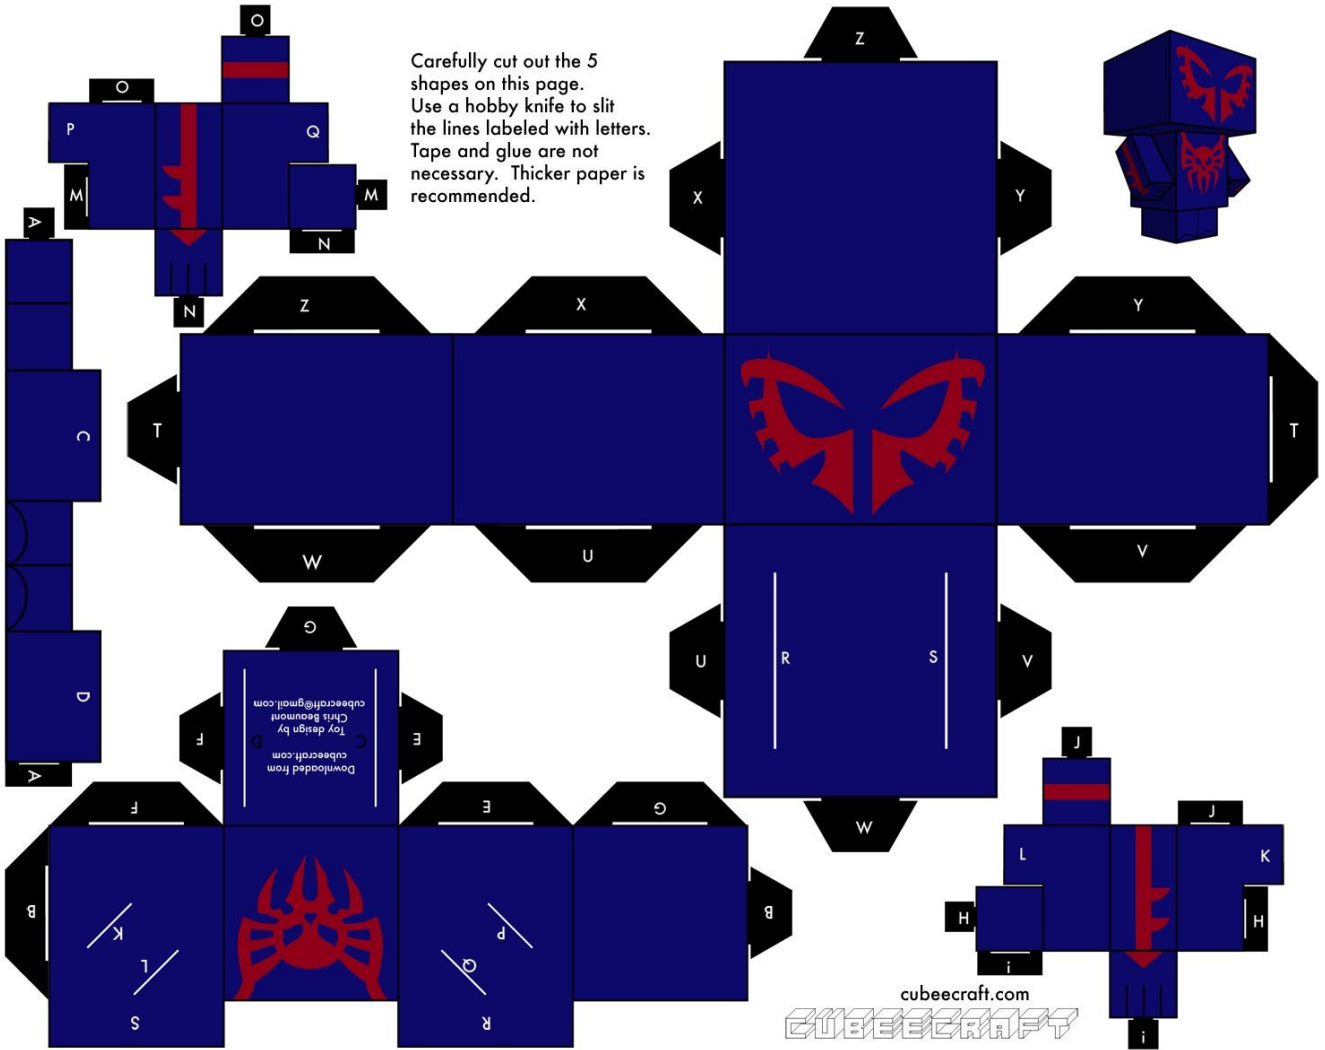 O
Z
Carefully cut out the 5
shapes on this page.
Use a hobby knife to slit
the lines labeled with letters.
Tape and glue are not
necessary.  Thicker paper is
recommended.
O
P
Q
M
M
N
N
A
X
Y
Z
X
Y
C
T
T
W
U
V
G
U
R
S
V
D
F
E
Downloaded from
cubeecraft.com
C
D
Toy design by
Chris Beaumont
cubeecraft@gmail.com
A
W
J
F
E
G
J
L
K
B
K
L
S
P
Q
R
B
H
H
i
i
cubeecraft.com
CUBEECRAFT